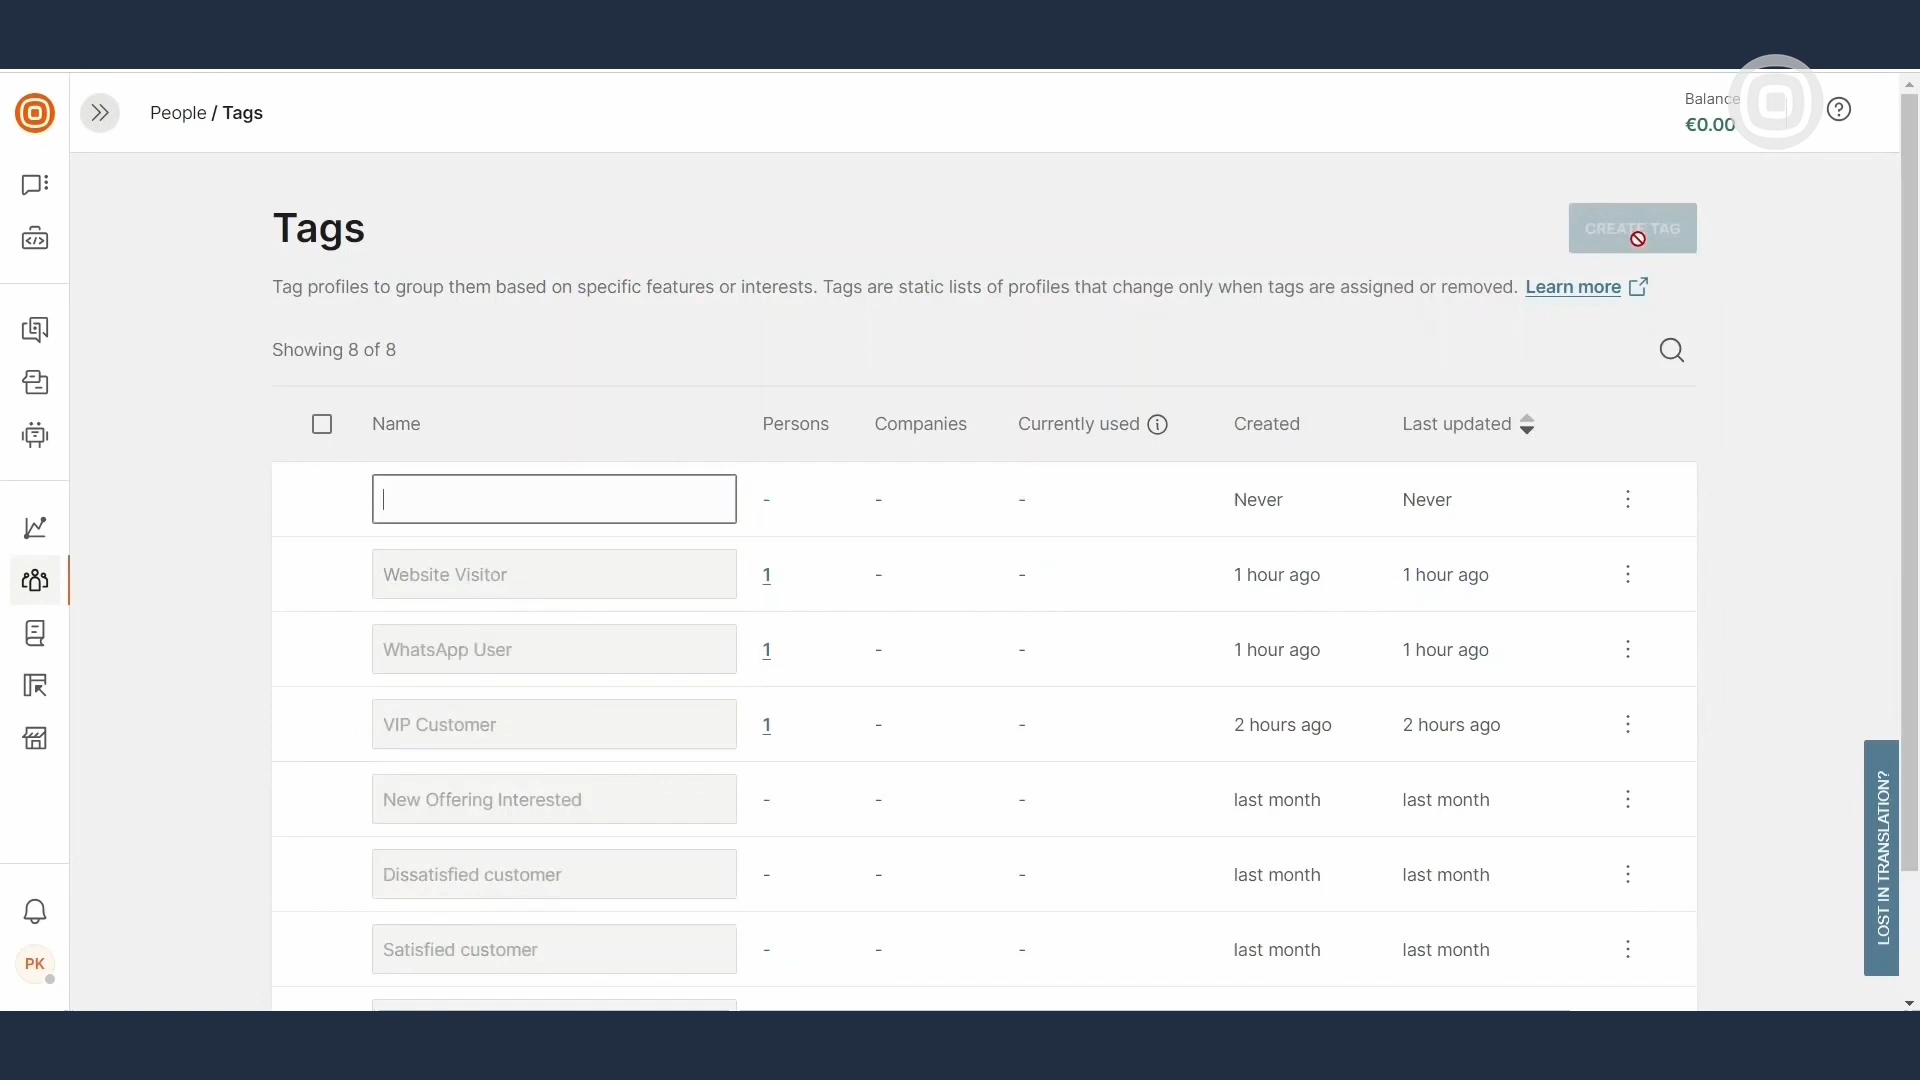 People / Tags
Balance
€0.00
Tags
CREATE TAG
Tag profiles to group them based on specific features or interests. Tags are static lists of profiles that change only when tags are assigned or removed. Learn more
Showing 8 of 8
Name Persons Companies Currently used Created Last updated
- - - Never Never
Website Visitor 1 - - 1 hour ago 1 hour ago
WhatsApp User 1 - - 1 hour ago 1 hour ago
VIP Customer 1 - - 2 hours ago 2 hours ago
New Offering Interested - - - last month last month
Dissatisfied customer - - - last month last month
Satisfied customer - - - last month last month
LOST IN TRANSLATION?
PK